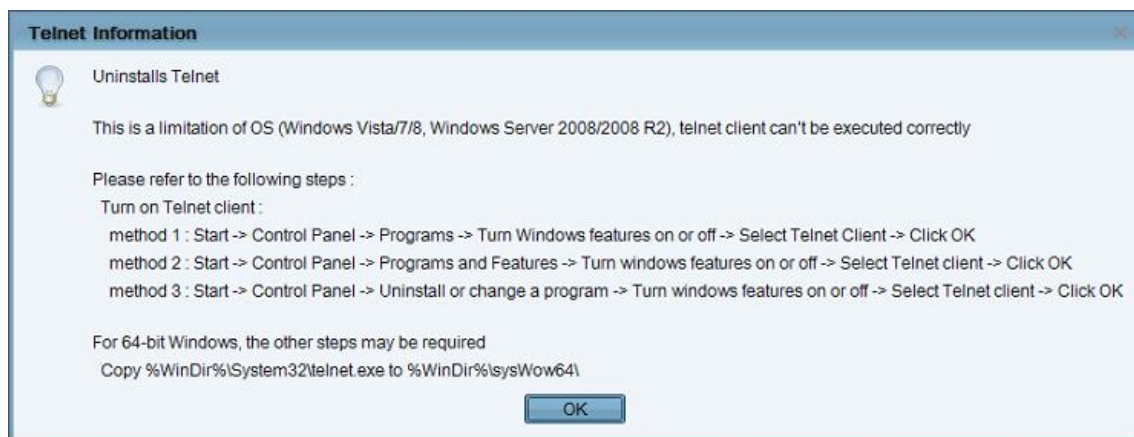 Telnet Information
Uninstalls Telnet
This is a limitation of OS (Windows Vista/7/8, Windows Server 2008/2008 R2), telnet client can't be executed correctly
Please refer to the following steps :
Turn on Telnet client :
method 1 : Start -> Control Panel -> Programs -> Turn Windows features on or off -> Select Telnet Client -> Click OK
method 2 : Start -> Control Panel -> Programs and Features -> Turn windows features on or off -> Select Telnet client -> Click OK
method 3 : Start -> Control Panel -> Uninstall or change a program -> Turn windows features on or off -> Select Telnet client -> Click OK
For 64-bit Windows, the other steps may be required
Copy %WinDir%\System32\telnet.exe to %WinDir%\sysWow64\
OK